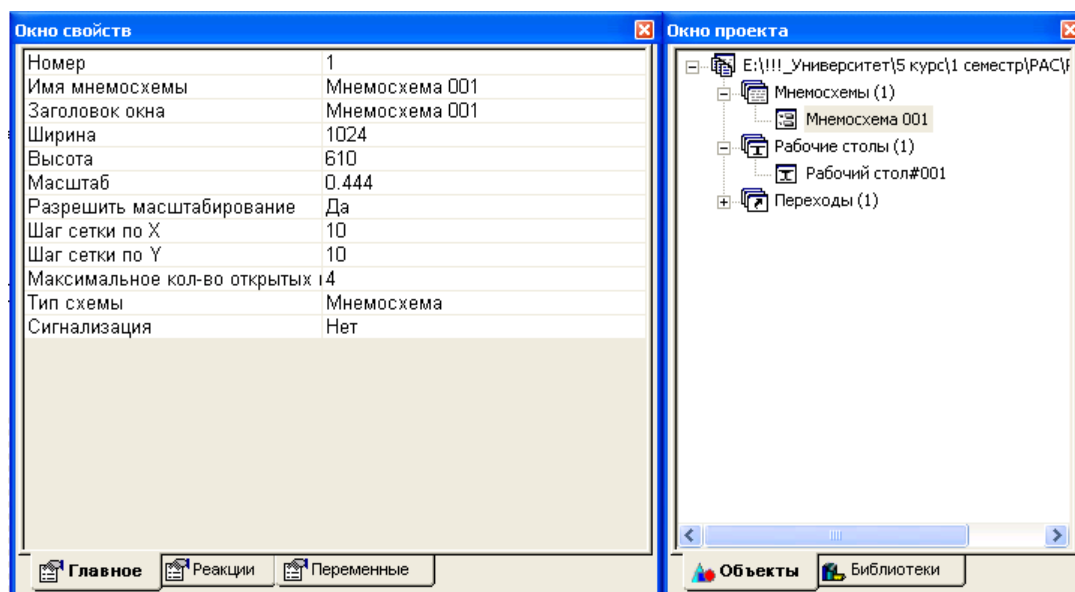 Окно свойств
Номер 1
Имя мнемосхемы Мнемосхема 001
Заголовок окна Мнемосхема 001
Ширина 1024
Высота 610
Масштаб 0.444
Разрешить масштабирование Да
Шаг сетки по X 10
Шаг сетки по Y 10
Максимальное кол-во открытых 4
Тип схемы Мнемосхема
Сигнализация Нет
Главное Реакции Переменные
Окно проекта
E:\!!!_Университет\5 курс\1 семестр\РАС\
Мнемосхемы (1)
Мнемосхема 001
Рабочие столы (1)
Рабочий стол#001
Переходы (1)
Объекты Библиотеки